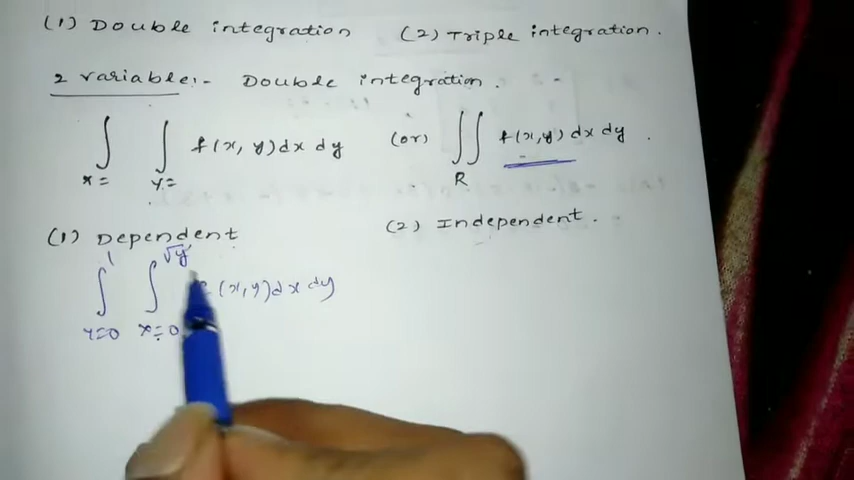 (1) Double integration (2) Triple integration.
2 variable:- Double integration.
∫ ∫ f(x, y) dx dy (or) ∬ f(x,y) dx dy.
x= y= R
(1) Dependent (2) Independent.
1 √y
∫ ∫ (x,y) dx dy
y=0 x=0